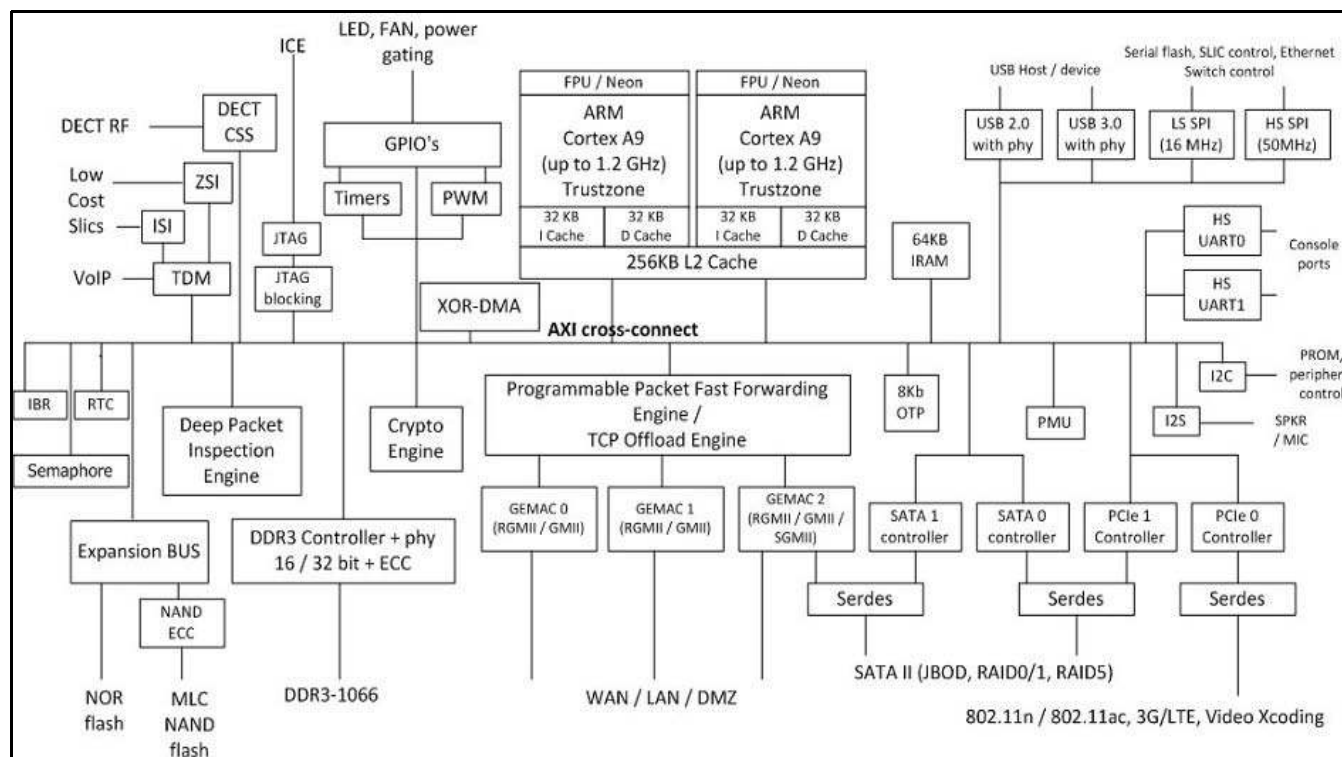 LED, FAN, power
gating
ICE
Serial flash, SLIC control, Ethernet
Switch control
USB Host / device
FPU / Neon
ARM
Cortex A9
(up to 1.2 GHz)
Trustzone
32 KB
I Cache
32 KB
D Cache
FPU / Neon
ARM
Cortex A9
(up to 1.2 GHz)
Trustzone
32 KB
I Cache
32 KB
D Cache
256KB L2 Cache
DECT RF
DECT
CSS
GPIO's
USB 2.0
with phy
USB 3.0
with phy
LS SPI
(16 MHz)
HS SPI
(50MHz)
Low
Cost
Slics
ZSI
ISI
Timers
PWM
VoIP
TDM
JTAG
JTAG
blocking
64KB
IRAM
HS
UART0
HS
UART1
Console
ports
XOR-DMA
AXI cross-connect
IBR
RTC
Semaphore
Deep Packet
Inspection
Engine
Crypto
Engine
Programmable Packet Fast Forwarding
Engine /
TCP Offload Engine
8Kb
OTP
PMU
I2S
I2C
PROM,
peripher
control
SPKR
/ MIC
Expansion BUS
DDR3 Controller + phy
16 / 32 bit + ECC
GEMAC 0
(RGMII / GMII)
GEMAC 1
(RGMII / GMII)
GEMAC 2
(RGMII / GMII /
SGMII)
SATA 1
controller
SATA 0
controller
PCIe 1
Controller
PCIe 0
Controller
NAND
ECC
Serdes
Serdes
Serdes
NOR
flash
MLC
NAND
flash
DDR3-1066
WAN / LAN / DMZ
SATA II (JBOD, RAID0/1, RAID5)
802.11n / 802.11ac, 3G/LTE, Video Xcoding